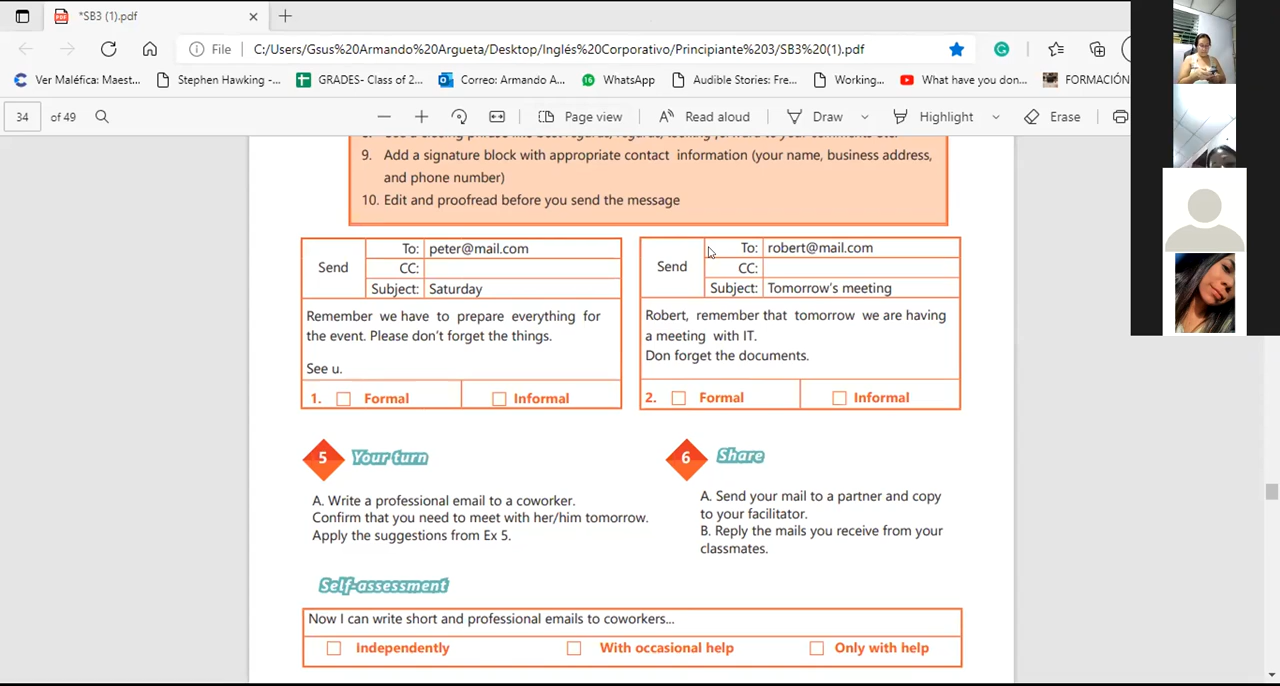 *SB3 (1).pdf
File
C:/Users/Gsus%20Armando%20Argueta/Desktop/Inglés%20Corporativo/Principiante%203/SB3%20(1).pdf
Ver Maléfica: Maest...
Stephen Hawking -...
GRADES- Class of 2...
Correo: Armando A...
WhatsApp
Audible Stories: Fre...
Working...
What have you don...
FORMACIÓN
34 of 49
Page view
Read aloud
Draw
Highlight
Erase
9. Add a signature block with appropriate contact information (your name, business address,
and phone number)
10. Edit and proofread before you send the message
Send
To: peter@mail.com
CC:
Subject: Saturday
Remember we have to prepare everything for
the event. Please don't forget the things.
See u.
1. Formal
Informal
Send
To: robert@mail.com
CC:
Subject: Tomorrow's meeting
Robert, remember that tomorrow we are having
a meeting with IT.
Don forget the documents.
2. Formal
Informal
5 Your turn
A. Write a professional email to a coworker.
Confirm that you need to meet with her/him tomorrow.
Apply the suggestions from Ex 5.
6 Share
A. Send your mail to a partner and copy
to your facilitator.
B. Reply the mails you receive from your
classmates.
Self-assessment
Now I can write short and professional emails to coworkers...
Independently
With occasional help
Only with help